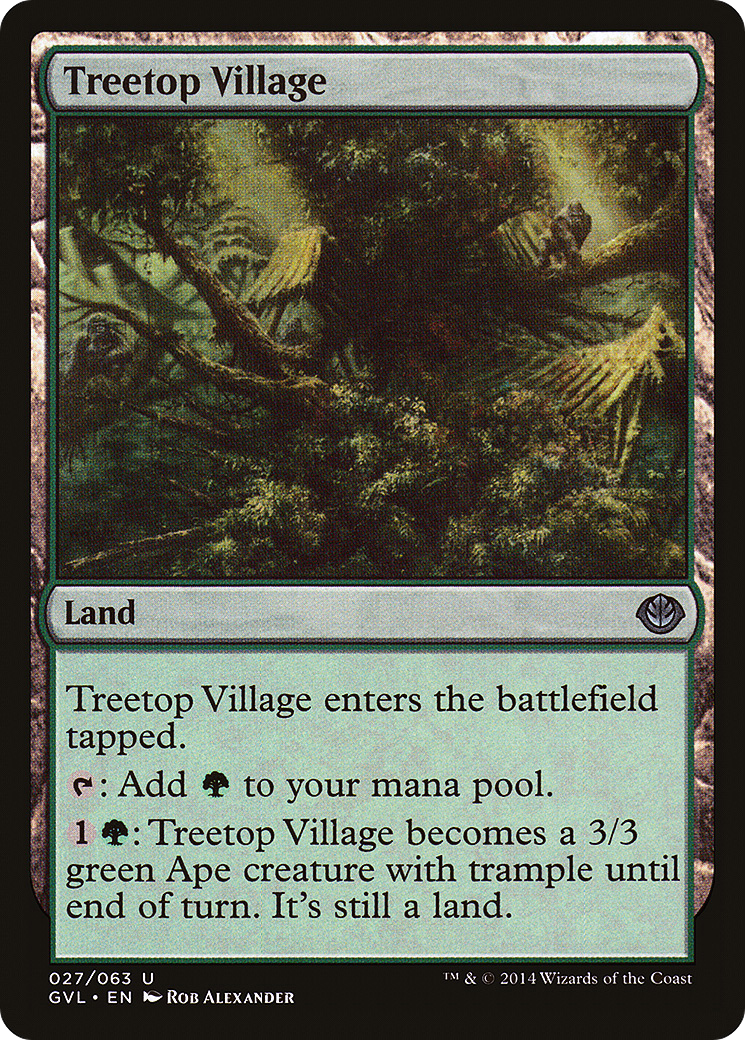 Treetop Village
Land
Treetop Village enters the battlefield
tapped.
: Add to your mana pool.
1 : Treetop Village becomes a 3/3
green Ape creature with trample until
end of turn. It's still a land.
027/063 U
™ & © 2014 Wizards of the Coast
GVL • EN Rob Alexander